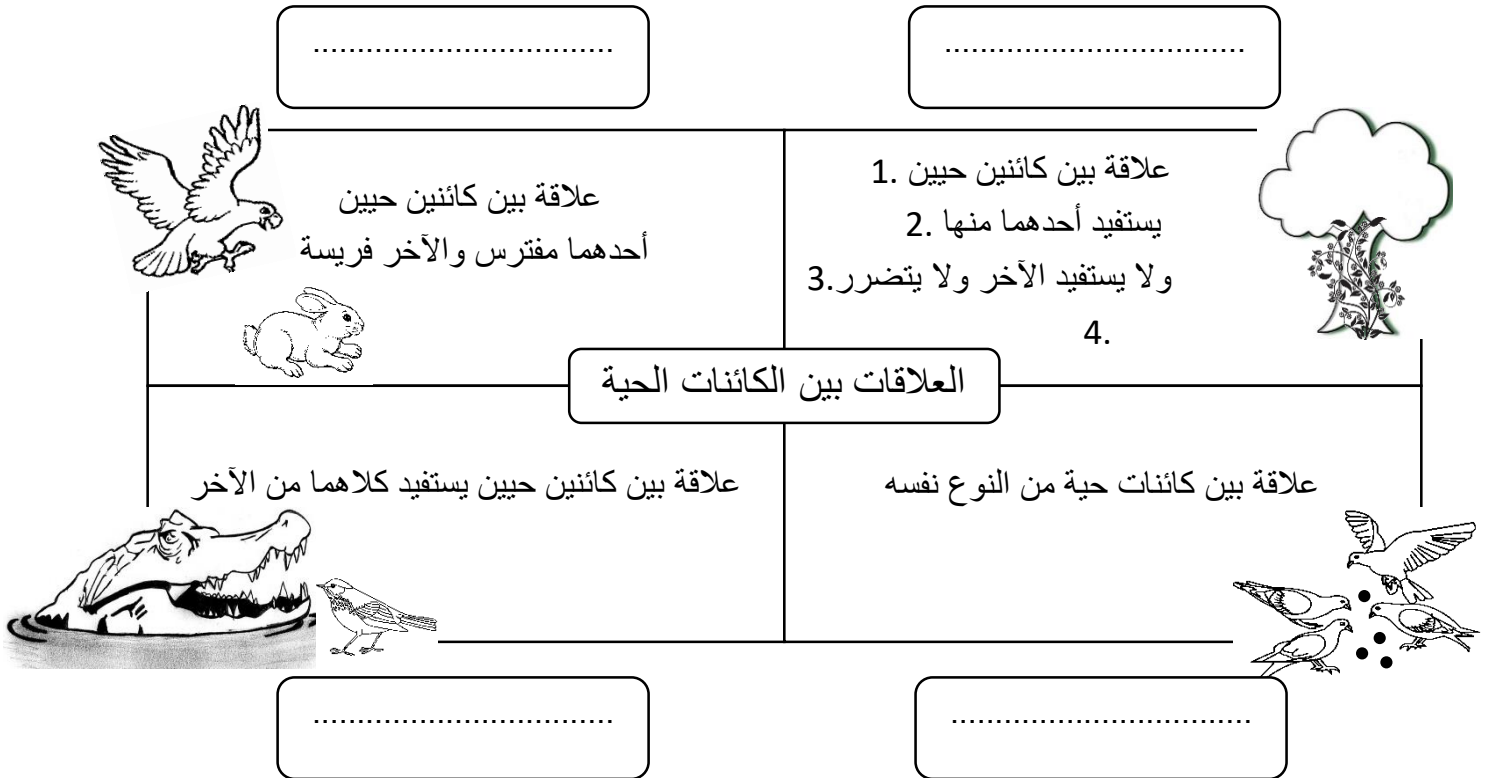 ................................
................................
علاقة بين كائنين حيين .1
يستفيد أحدهما منها .2
ولا يستفيد الآخر ولا يتضرر.3
4.
علاقة بين كائنين حيين
أحدهما مفترس والآخر فريسة
العلاقات بين الكائنات الحية
علاقة بين كائنات حية من النوع نفسه
علاقة بين كائنين حيين يستفيد كلاهما من الآخر
................................
................................